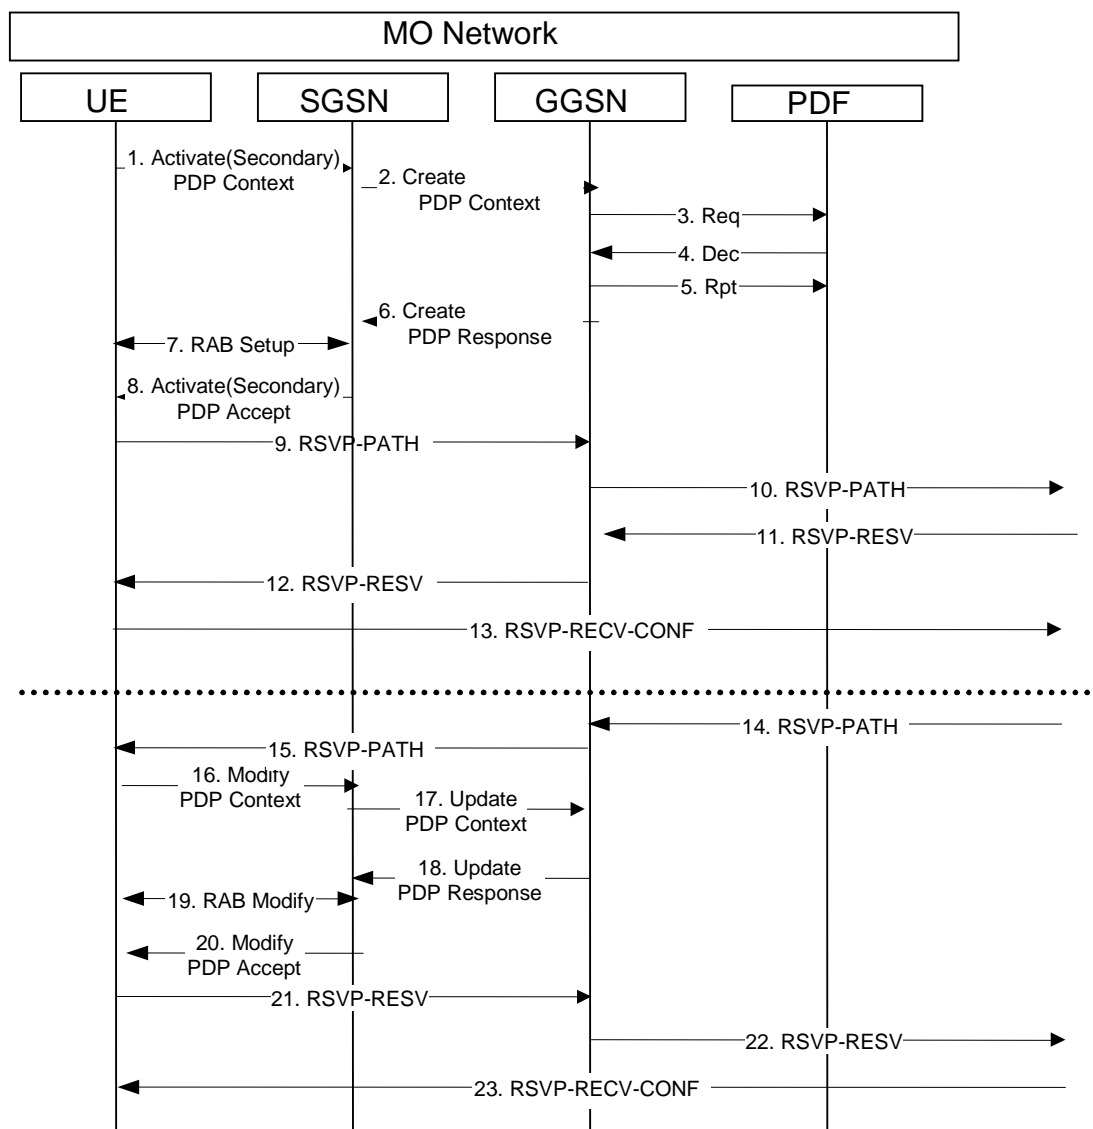 MO Network
UE
SGSN
GGSN
PDF
1. Activate(Secondary)
PDP Context
2. Create
PDP Context
3. Req
4. Dec
5. Rpt
6. Create
PDP Response
7. RAB Setup
8. Activate(Secondary)
PDP Accept
9. RSVP-PATH
10. RSVP-PATH
11. RSVP-RESV
12. RSVP-RESV
13. RSVP-RECV-CONF
14. RSVP-PATH
15. RSVP-PATH
16. Modify
PDP Context
17. Update
PDP Context
18. Update
PDP Response
19. RAB Modify
20. Modify
PDP Accept
21. RSVP-RESV
22. RSVP-RESV
23. RSVP-RECV-CONF